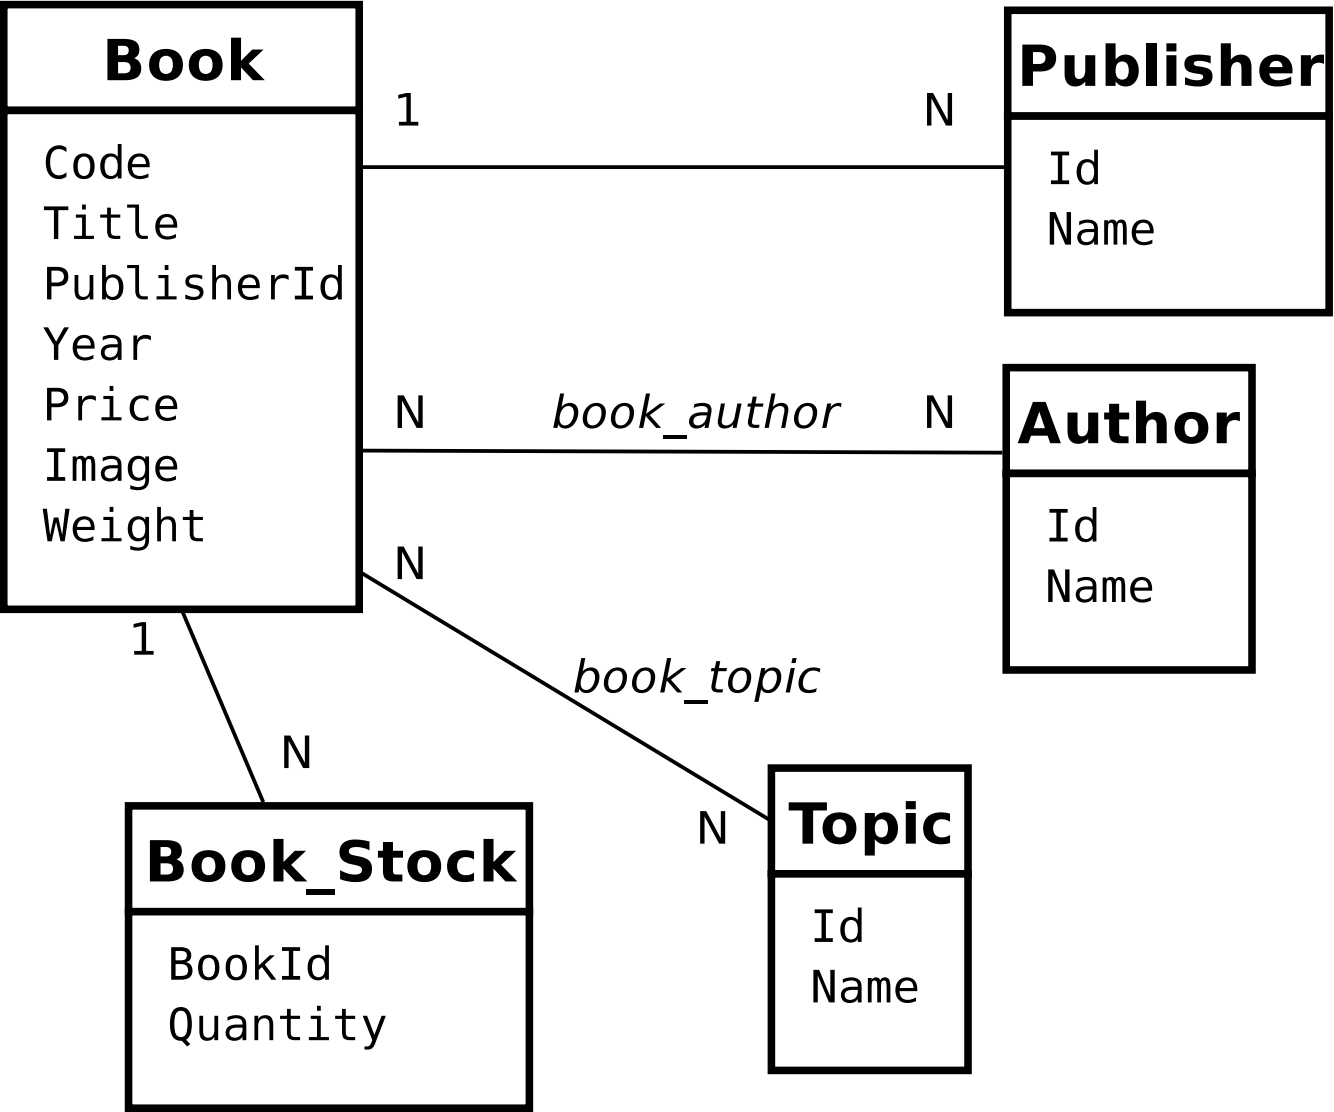 Book
Code
Title
PublisherId
Year
Price
Image
Weight
1
N
Publisher
Id
Name
N
book_author
N
Author
Id
Name
N
book_topic
N
Topic
Id
Name
1
N
Book_Stock
BookId
Quantity